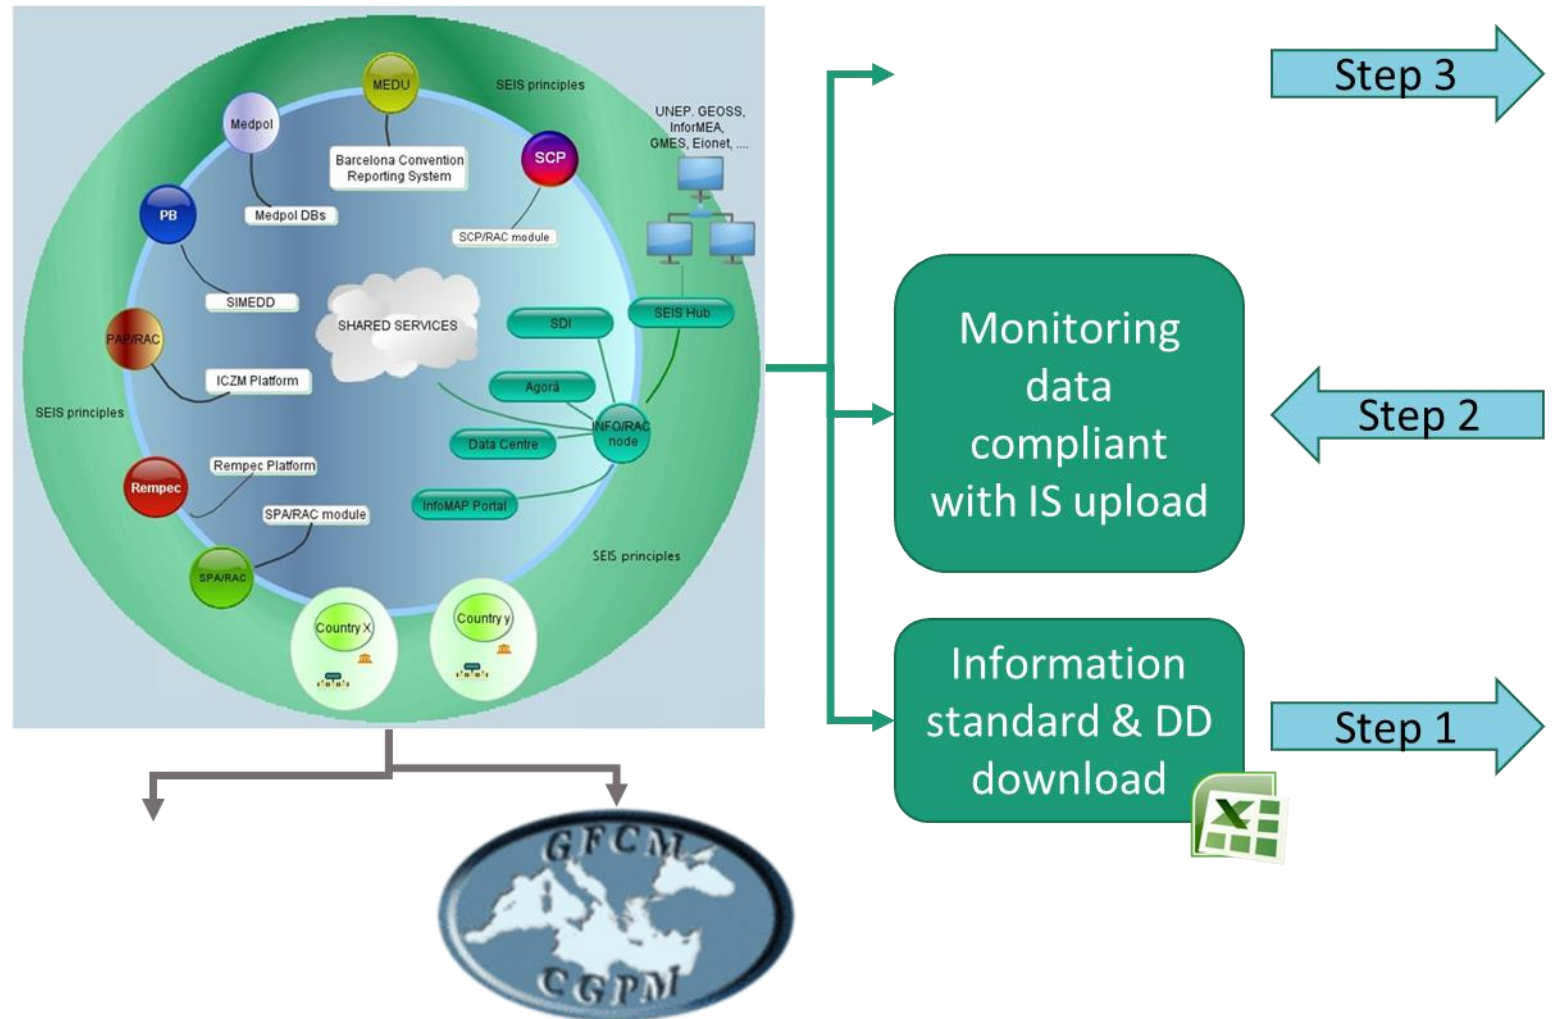 MEDU
SEIS principles
Medpol
UNEP. GEOSS,
InforMEA,
GMES, Eionet, ....
Barcelona Convention
Reporting System
SCP
PB
Medpol DBs
SCP/RAC module
SIMEDD
SHARED SERVICES
SDI
SEIS Hub
PAP/RAC
ICZM Platform
Agorà
SEIS principles
INFO/RAC
node
Data Centre
Rempec Platform
Rempec
InfoMAP Portal
SPA/RAC module
SEIS principles
SPA/RAC
Country X
Country y
GFCM
CGPM
Step 3
Monitoring
data
compliant
with IS upload
Step 2
Information
standard & DD
download
Step 1
X